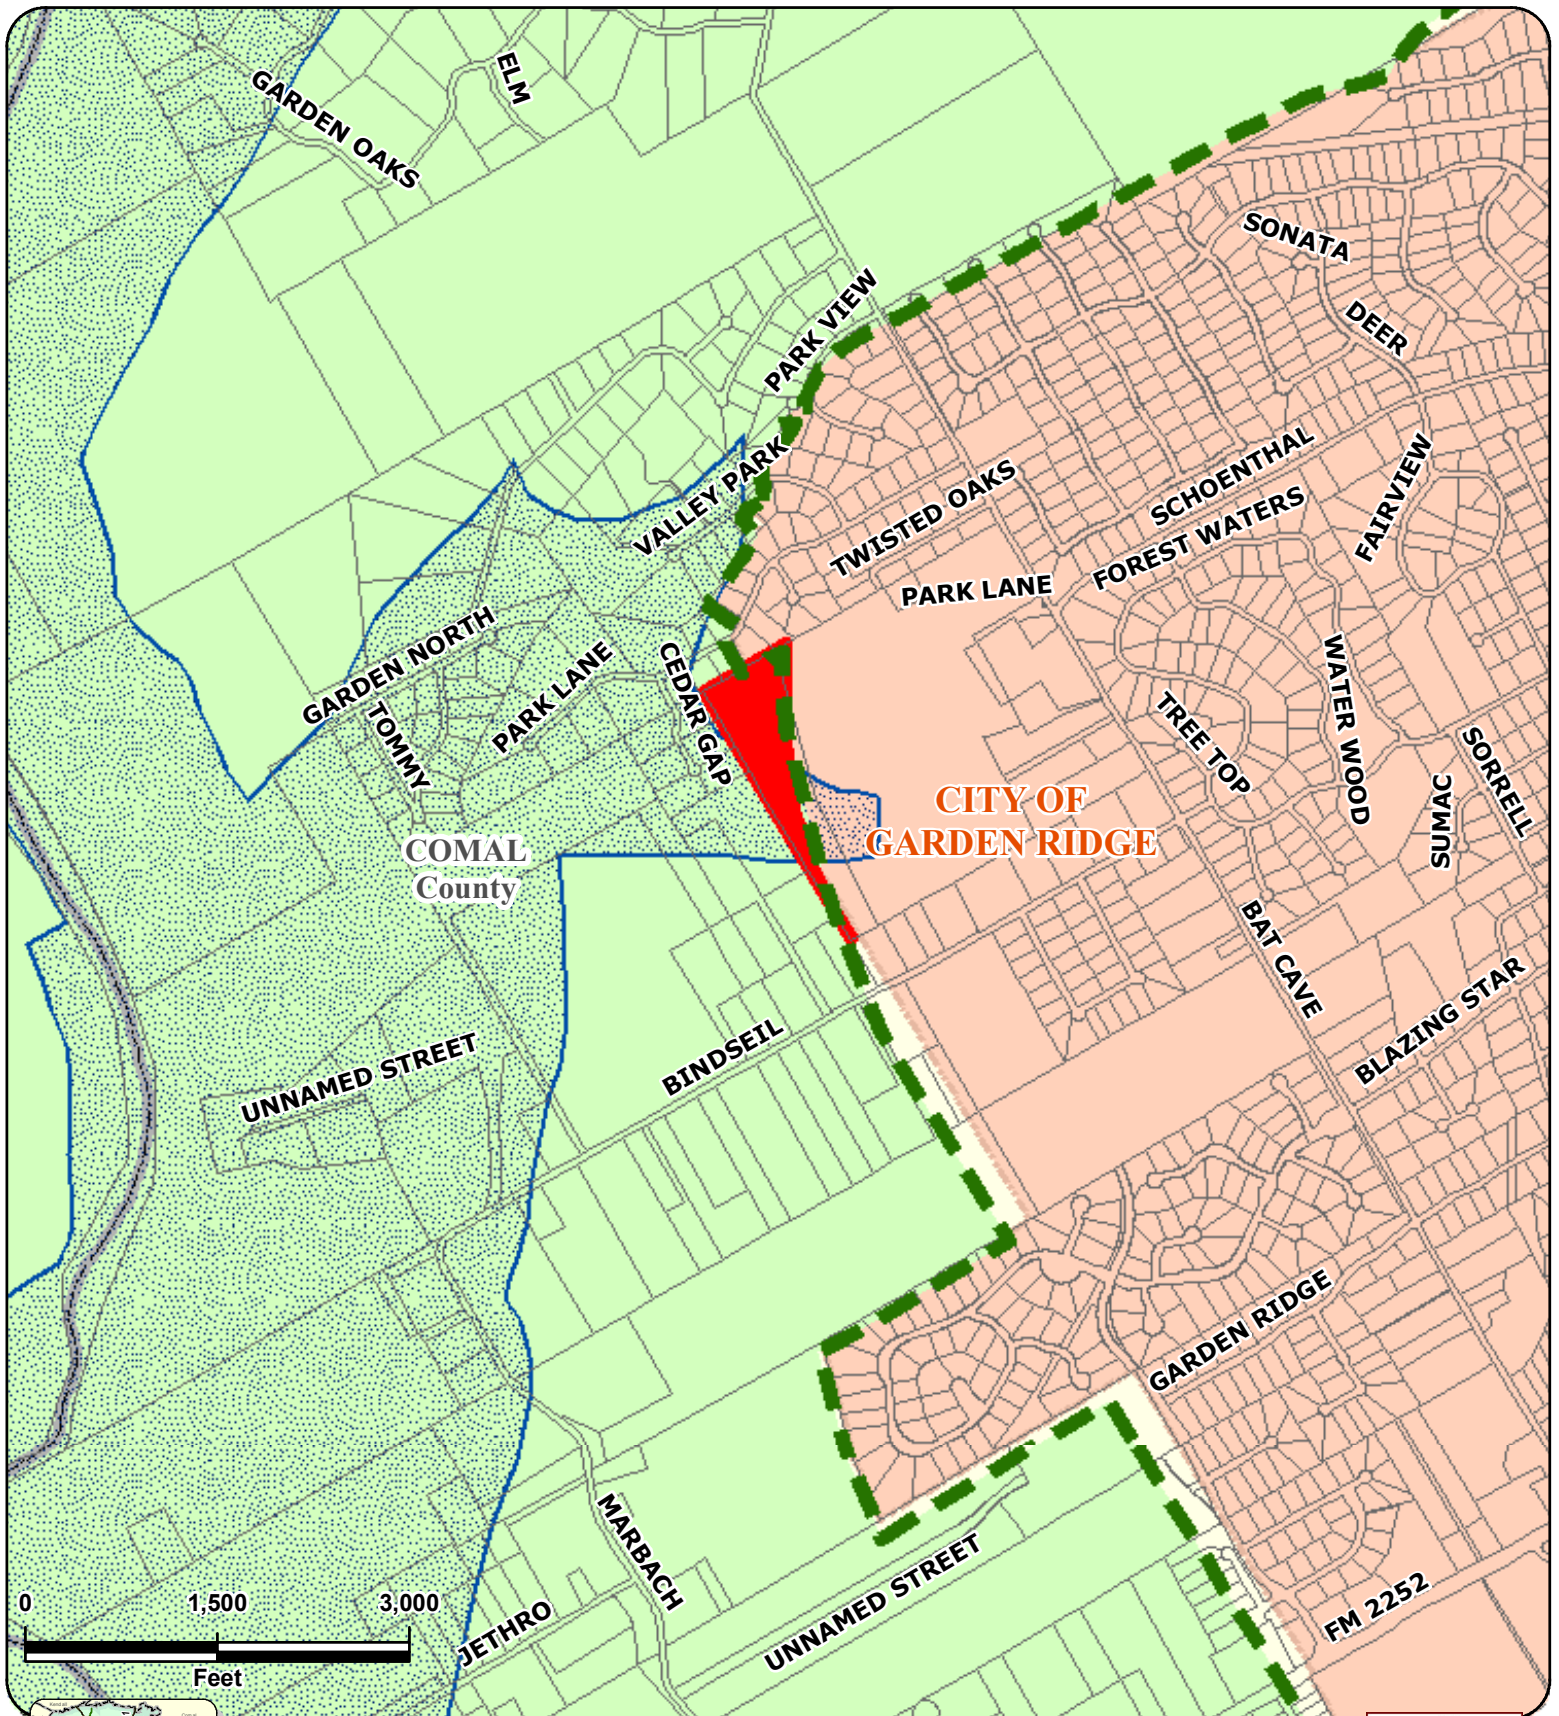 ELM
GARDEN OAKS
SONATA
PARK VIEW
DEER
VALLEY PARK
TWISTED OAKS
SCHOENTHAL
FAIRVIEW
FOREST WATERS
PARK LANE
GARDEN NORTH
PARK LANE
CEDAR GAP
TOMMY
WATER WOOD
TREE TOP
SORRELL
SUMAC
CITY OF
GARDEN RIDGE
COMAL
County
BAT CAVE
BLAZING STAR
UNNAMED STREET
BINDSEIL
GARDEN RIDGE
MARBACH
UNNAMED STREET
JETHRO
FM 2252
0 1,500 3,000
Feet